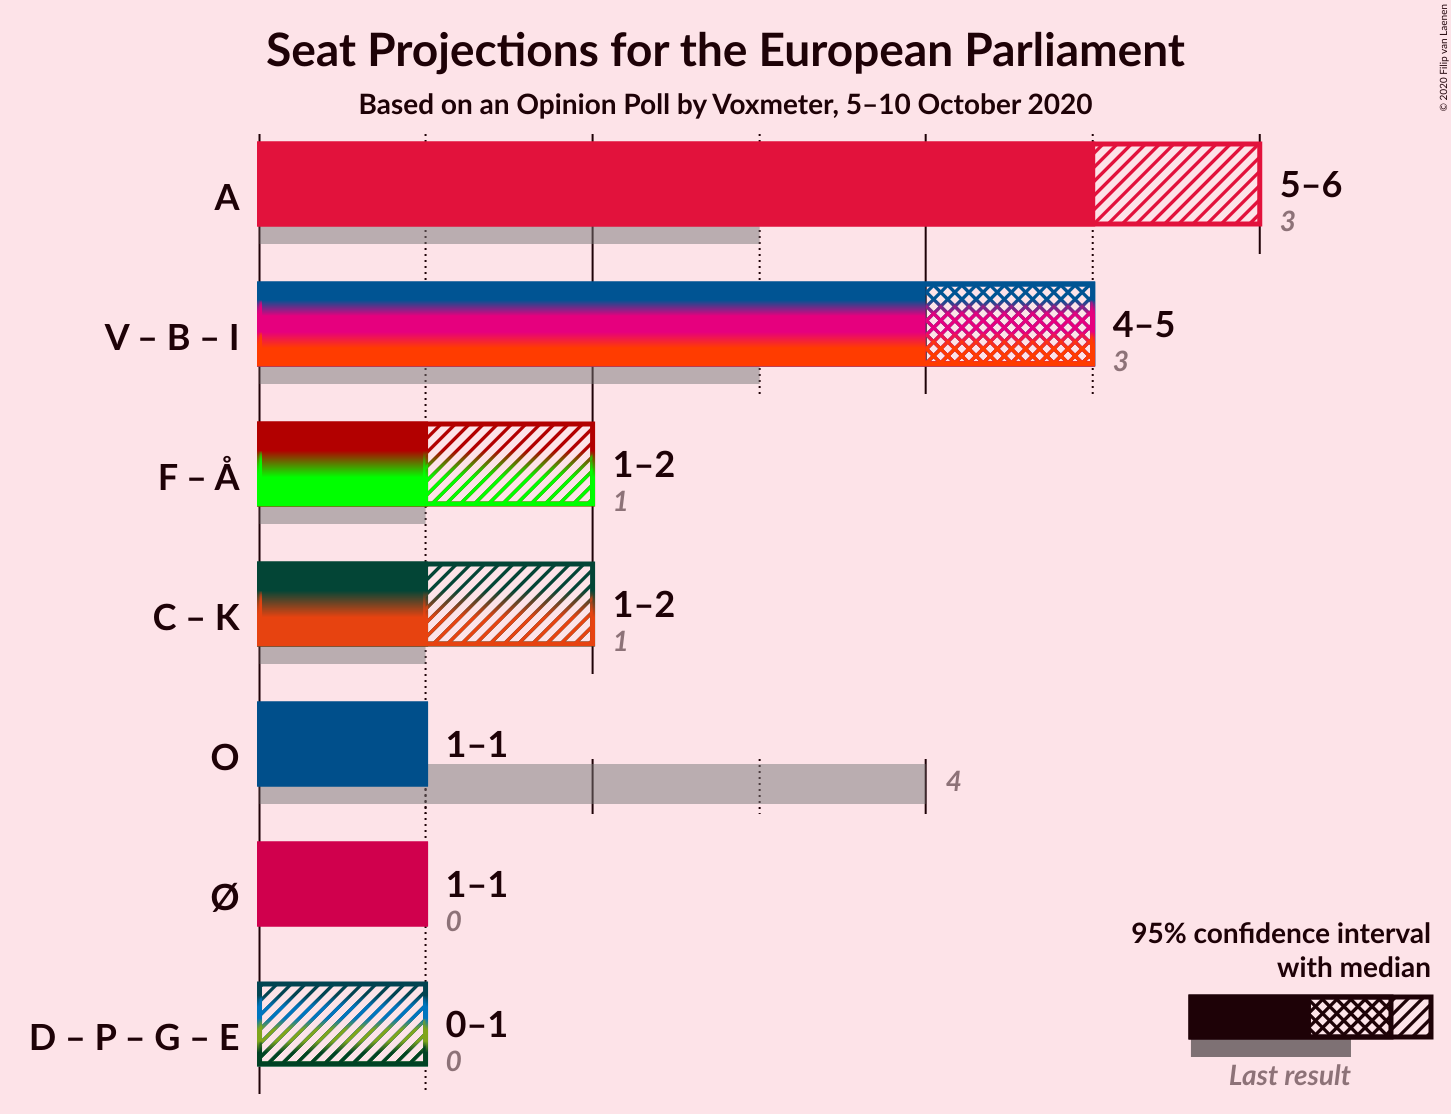 Seat Projections for the European Parliament
Based on an Opinion Poll by Voxmeter, 5–10 October 2020
© 2020 Filip van Laenen
A
5–6
3
V – B – I
4–5
3
F – Å
1–2
1
C – K
1–2
1
O
1–1
4
Ø
1–1
0
D – P – G – E
0–1
0
95% confidence interval
with median
Last result